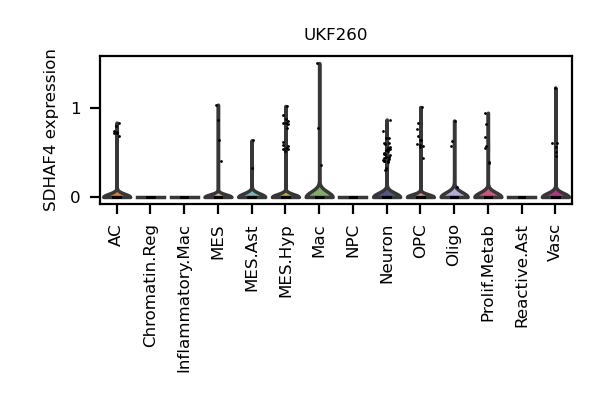 UKF260
SDHAF4 expression
1
0
AC
Chromatin.Reg
Inflammatory.Mac
MES
MES.Ast
MES.Hyp
Mac
NPC
Neuron
OPC
Oligo
Prolif.Metab
Reactive.Ast
Vasc